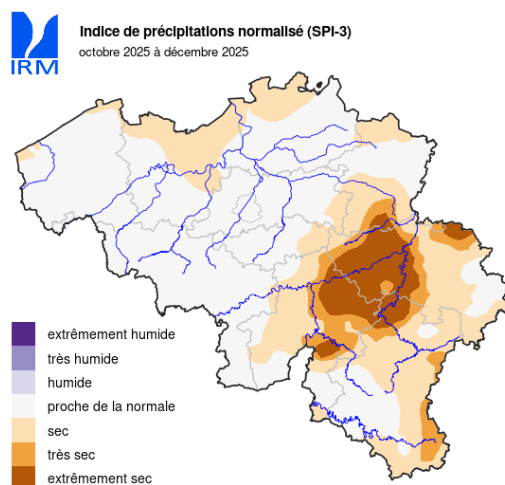 Indice de précipitations normalisé (SPI-3)
octobre 2025 à décembre 2025
IRM
extrêmement humide
très humide
humide
proche de la normale
sec
très sec
extrêmement sec